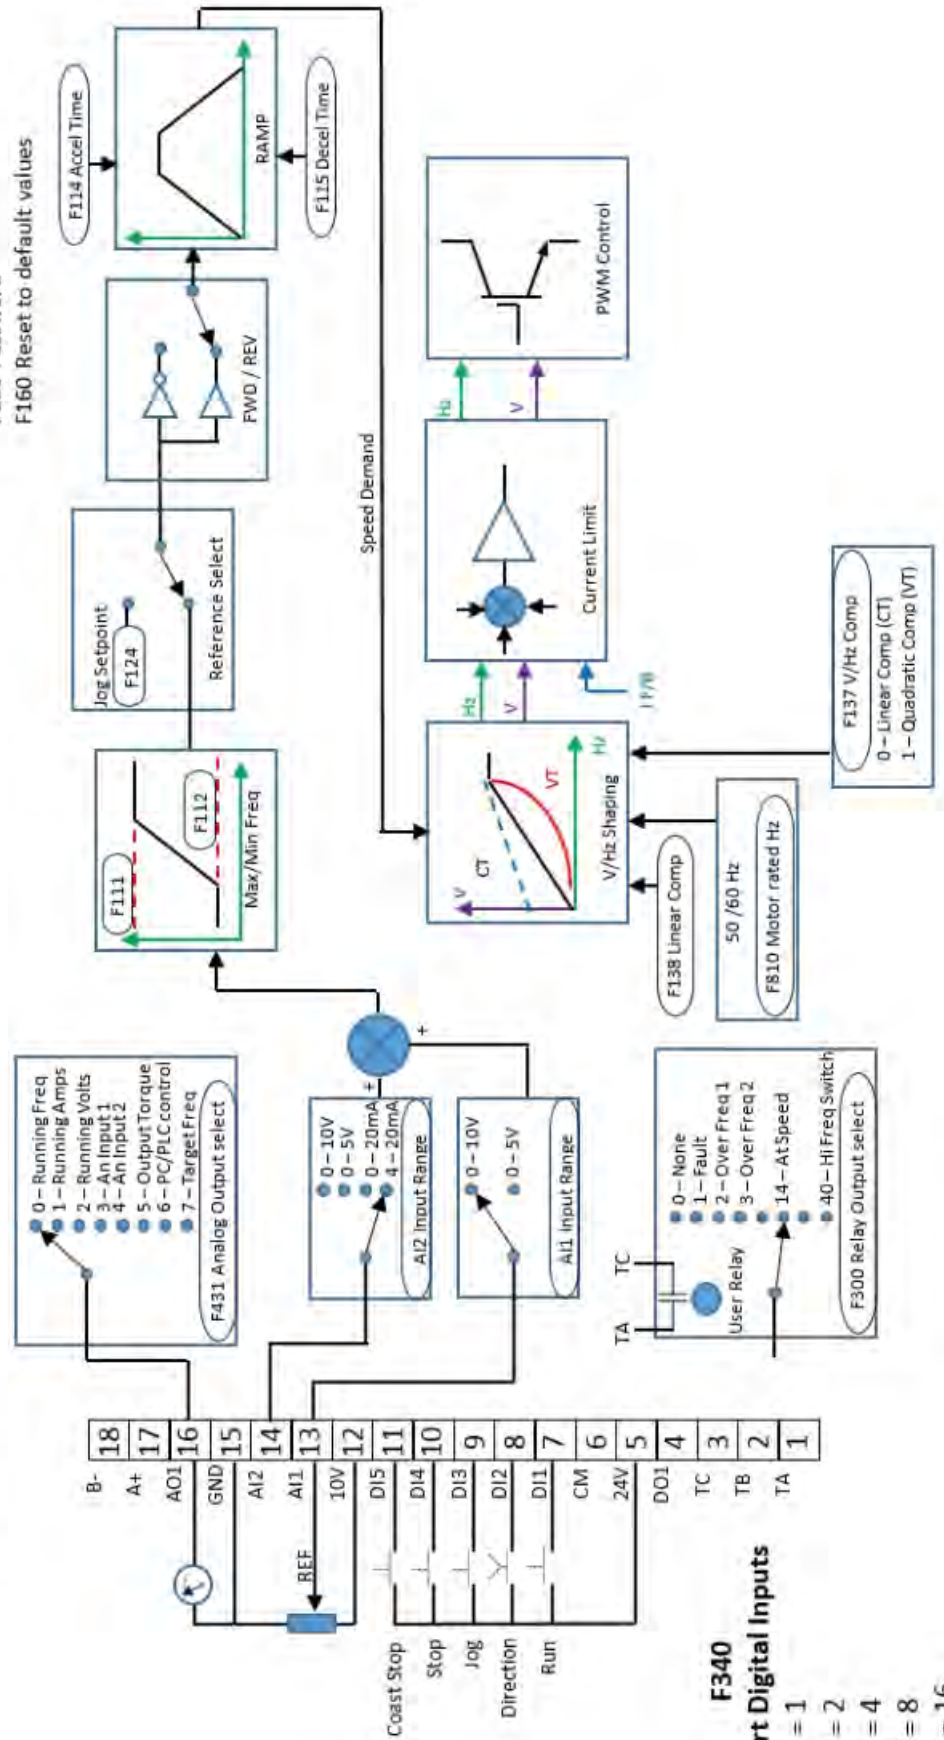 F160 Reset to default values
F114 Accel Time
RAMP
F115 Decel Time
FWD / REV
Jog Setpoint
F124
Reference Select
F111
F112
Max/Min Freq
Speed Demand
PWM Control
Hz
V
Current Limit
Hz
V
I F/B
V
CT
VT
Hz
V/Hz Shaping
F137 V/Hz Comp
0 – Linear Comp (CT)
1 – Quadratic Comp (VT)
F138 Linear Comp
50 /60 Hz
F810 Motor rated Hz
0 – Running Freq
1 – Running Amps
2 – Running Volts
3 – An Input 1
4 – An Input 2
5 – Output Torque
6 – PC/PLC control
7 – Target Freq
F431 Analog Output select
+
+
0 – 10V
0 – 5V
0 – 20mA
4 – 20mA
AI2 Input Range
0 – 10V
0 – 5V
AI1 Input Range
TA
TC
User Relay
0 – None
1 – Fault
2 – Over Freq 1
3 – Over Freq 2
14 – At Speed
40 – Hi Freq Switch
F300 Relay Output select
B- 18
A+ 17
AO1 16
GND 15
AI2 14
AI1 13
10V 12
DI5 11
DI4 10
DI3 9
DI2 8
DI1 7
CM 6
24V 5
DO1 4
TC 3
TB 2
TA 1
REF
Coast Stop
Stop
Jog
Direction
Run
F340
rt Digital Inputs
= 1
= 2
= 4
= 8